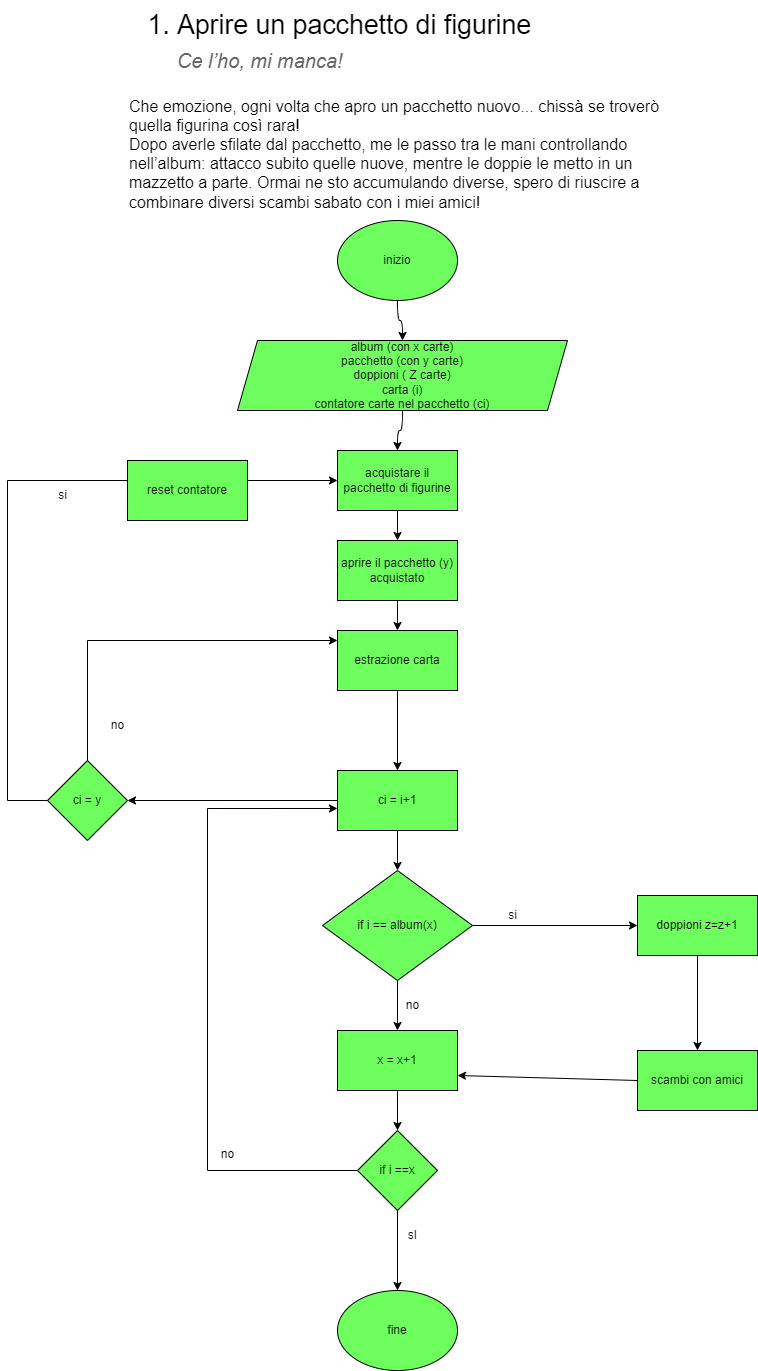 1. Aprire un pacchetto di figurine
Ce l'ho, mi manca!
Che emozione, ogni volta che apro un pacchetto nuovo... chissà se troverò
quella figurina così rara!
Dopo averle sfilate dal pacchetto, me le passo tra le mani controllando
nell'album: attacco subito quelle nuove, mentre le doppie le metto in un
mazzetto a parte. Ormai ne sto accumulando diverse, spero di riuscire a
combinare diversi scambi sabato con i miei amici!
inizio
album (con x carte)
pacchetto (con y carte)
doppioni ( Z carte)
carta (i)
contatore carte nel pacchetto (ci)
acquistare il
pacchetto di figurine
reset contatore
si
aprire il pacchetto (y)
acquistato
estrazione carta
no
ci = y
ci = i+1
if i == album(x)
si
doppioni z=z+1
no
x = x+1
scambi con amici
no
if i ==x
sI
fine